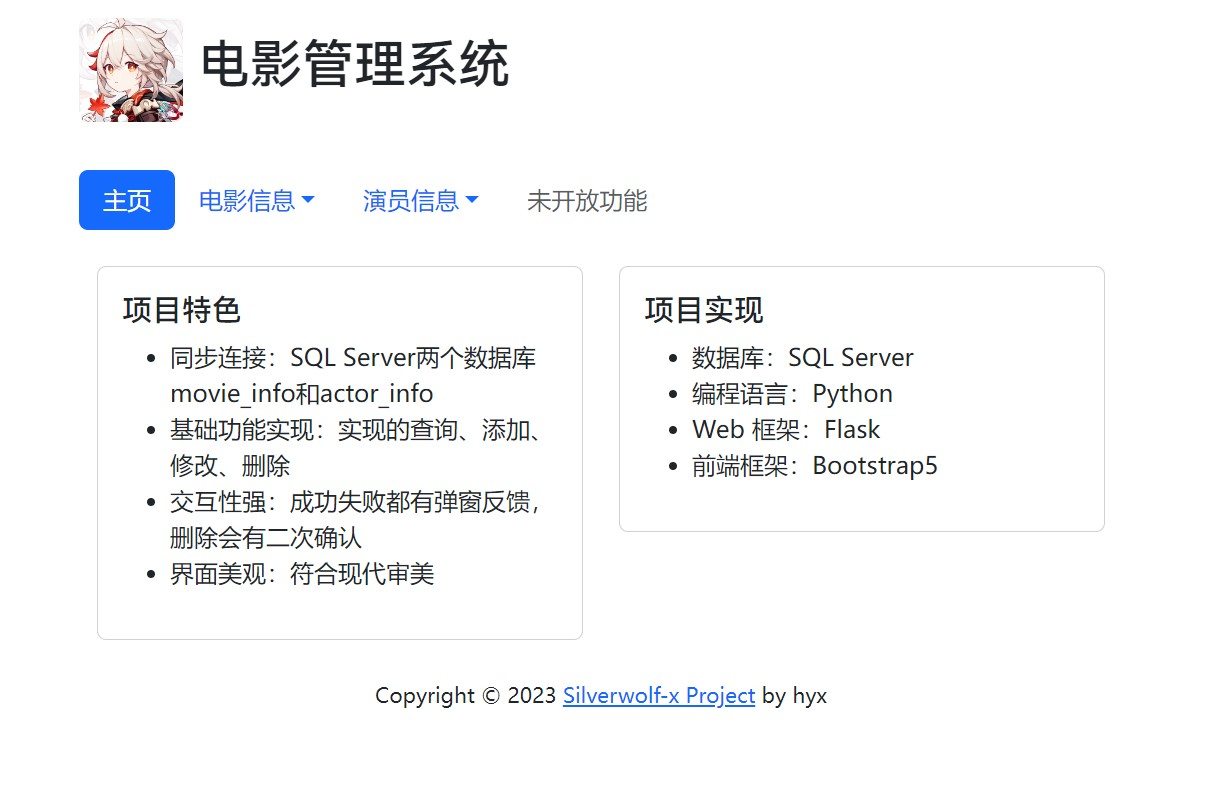 电影管理系统
主页 电影信息 演员信息 未开放功能
项目特色
同步连接：SQL Server两个数据库
movie_info和actor_info
基础功能实现：实现的查询、添加、
修改、删除
交互性强：成功失败都有弹窗反馈，
删除会有二次确认
界面美观：符合现代审美
项目实现
数据库：SQL Server
编程语言：Python
Web 框架：Flask
前端框架：Bootstrap5
Copyright © 2023 Silverwolf-x Project by hyx